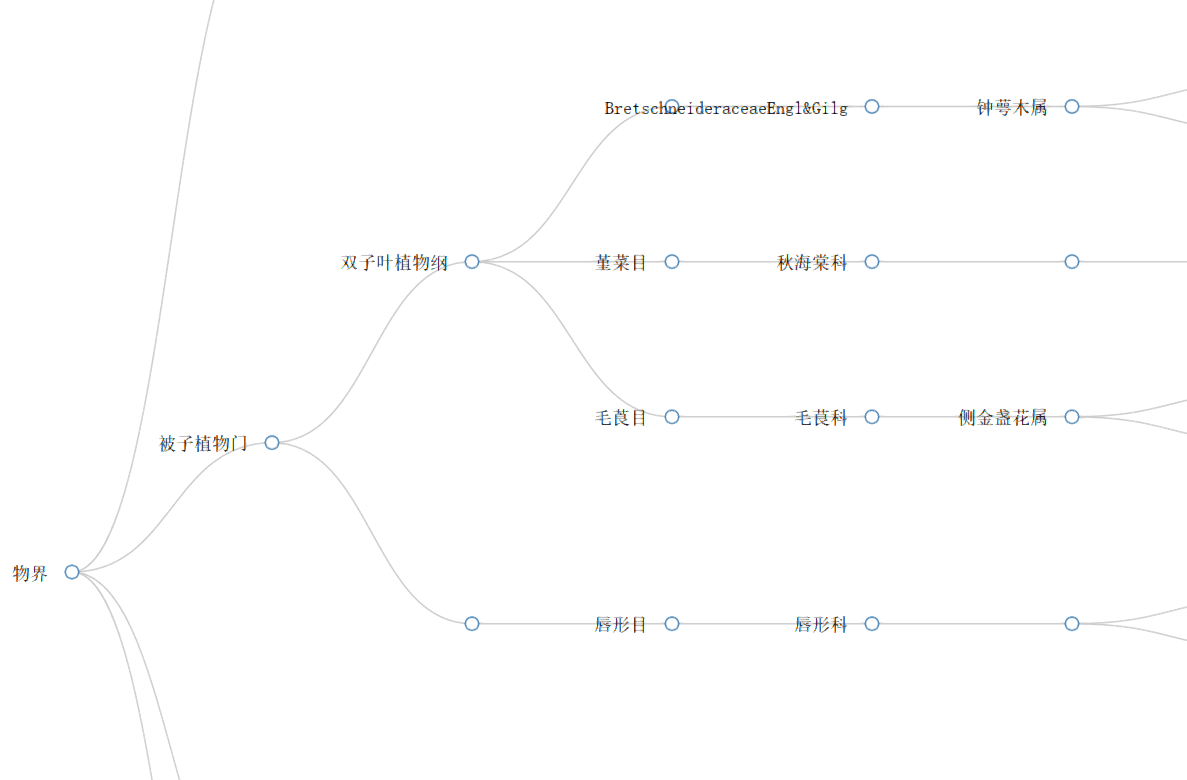 BretschneideraceaeEngl&Gilg
钟萼木属
双子叶植物纲
堇菜目
秋海棠科
毛茛目
毛茛科
侧金盏花属
被子植物门
物界
唇形目
唇形科